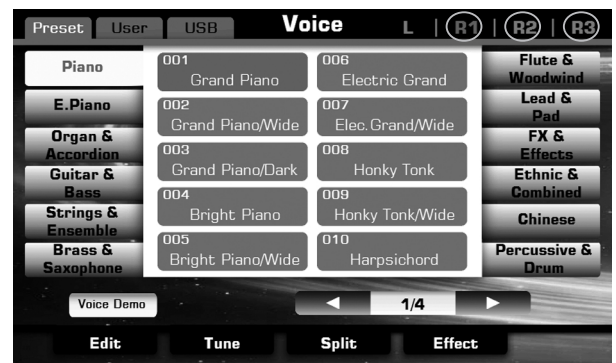 Preset User USB Voice L | R1 | R2 | R3
Piano
E.Piano
Organ &
Accordion
Guitar &
Bass
Strings &
Ensemble
Brass &
Saxophone
001
Grand Piano
002
Grand Piano/Wide
003
Grand Piano/Dark
004
Bright Piano
005
Bright Piano/Wide
006
Electric Grand
007
Elec.Grand/Wide
008
Honky Tonk
009
Honky Tonk/Wide
010
Harpsichord
Flute &
Woodwind
Lead &
Pad
FX &
Effects
Ethnic &
Combined
Chinese
Percussive &
Drum
Voice Demo
1/4
Edit Tune Split Effect